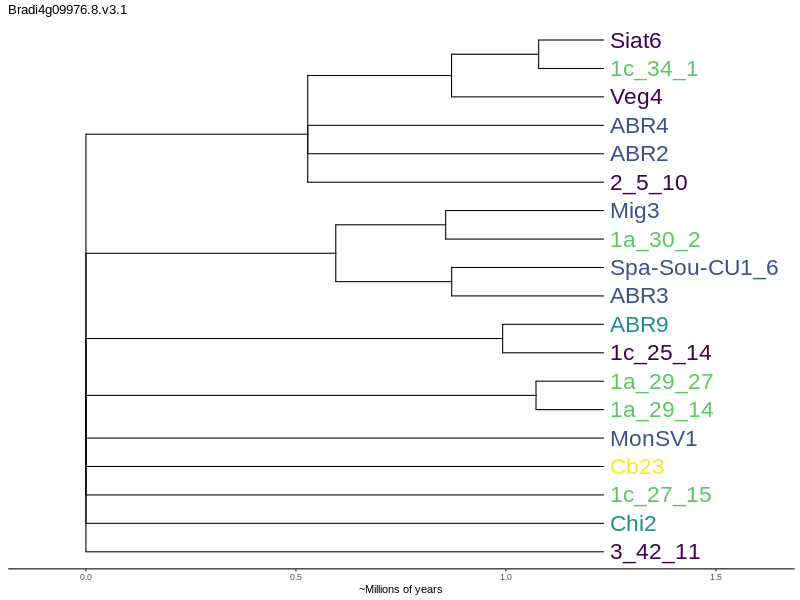 Bradi4g09976.8.v3.1
Siat6
1c_34_1
Veg4
ABR4
ABR2
2_5_10
Mig3
1a_30_2
Spa-Sou-CU1_6
ABR3
ABR9
1c_25_14
1a_29_27
1a_29_14
MonSV1
Cb23
1c_27_15
Chi2
3_42_11
0.0 0.5 1.0 1.5
~Millions of years